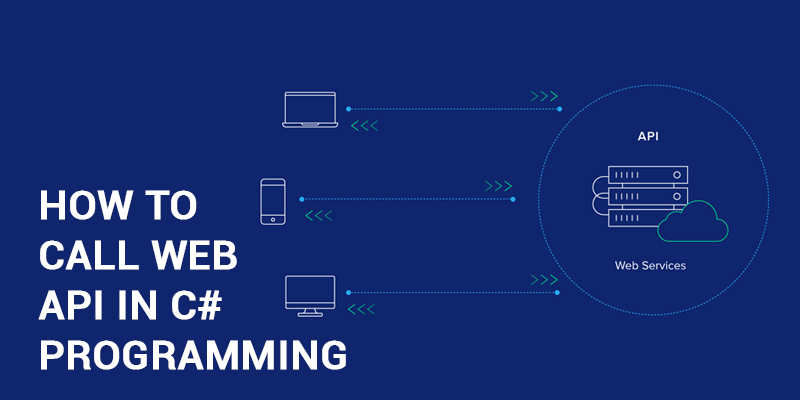 HOW TO
CALL WEB
API IN C#
PROGRAMMING
API
Web Services